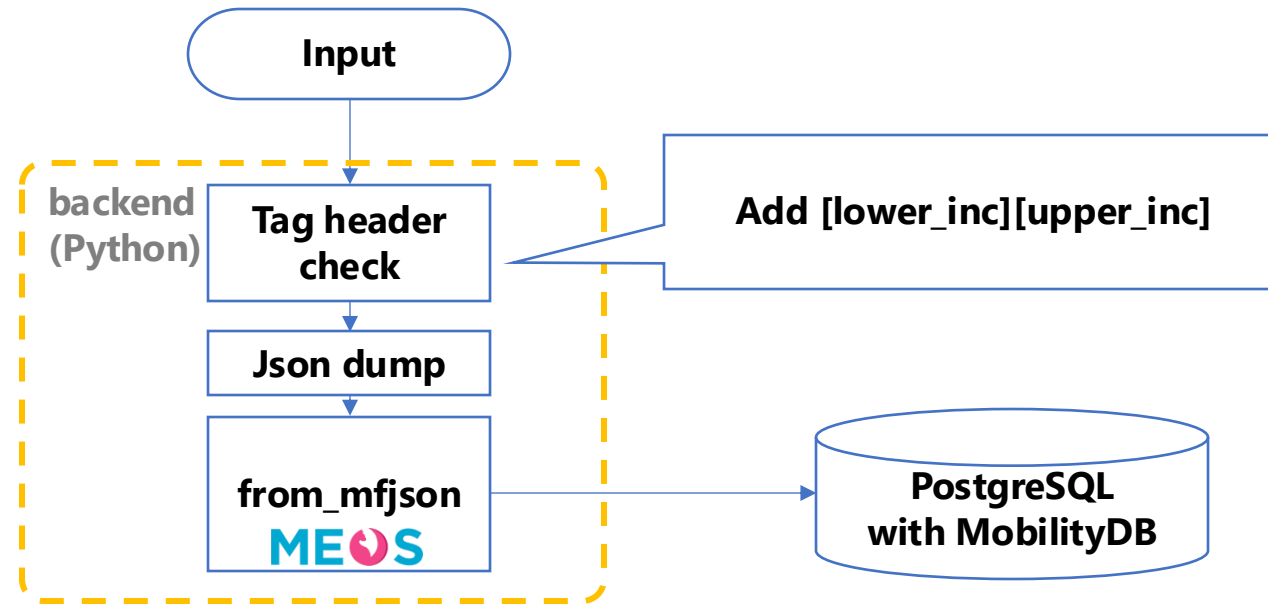 Input
backend
(Python)
Tag header
check
Add [lower_inc][upper_inc]
Json dump
from_mfjson
MEOS
PostgreSQL
with MobilityDB